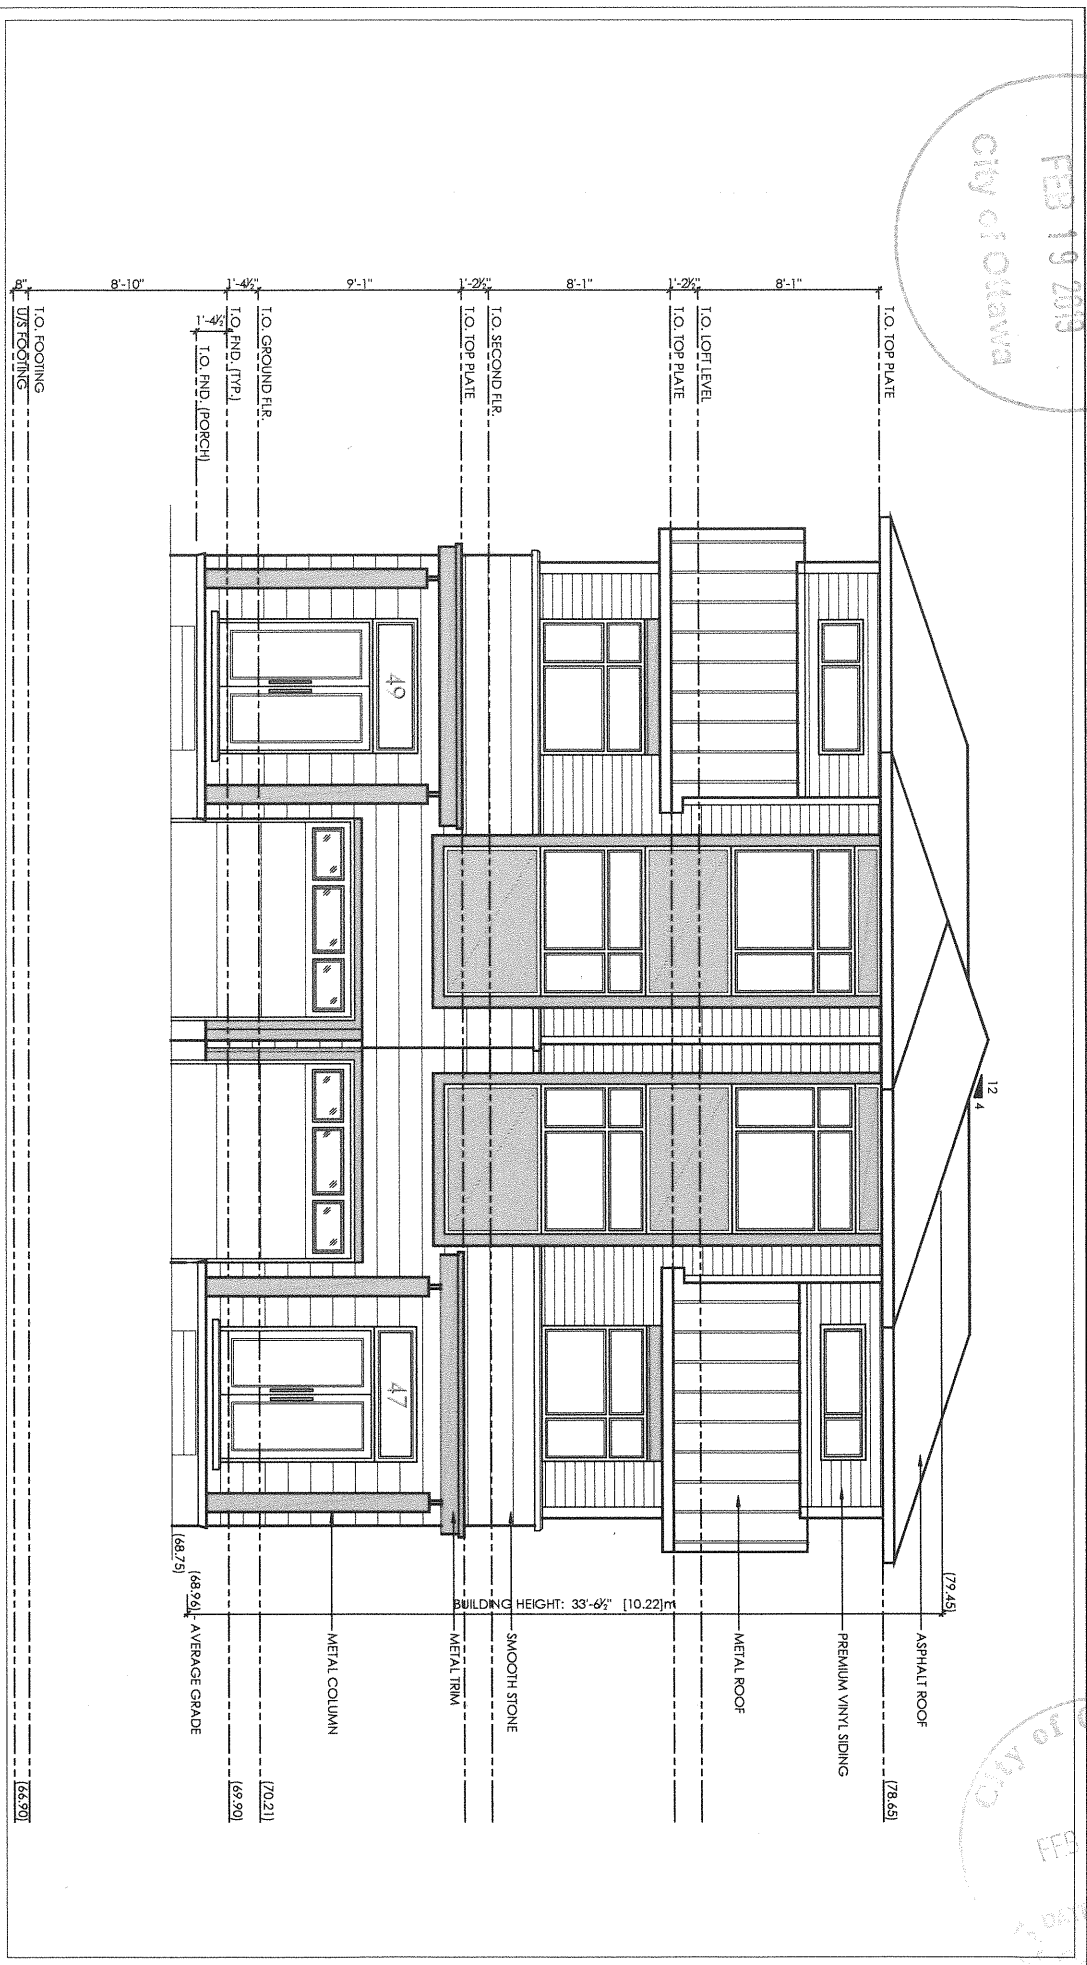 FEB 19 2019
City of Ottawa
City of
FEB
12
4
8'-1"
1'-2½"
8'-1"
1'-2½"
9'-1"
1'-4½"
8'-10"
8"
1'-4½"
T.O. TOP PLATE
T.O. LOFT LEVEL
T.O. TOP PLATE
T.O. SECOND FLR.
T.O. TOP PLATE
T.O. GROUND FLR.
T.O. FND. (TYP.)
T.O. FND. (PORCH)
T.O. FOOTING
U/S FOOTING
49
47
(79.45)
ASPHALT ROOF
(78.65)
PREMIUM VINYL SIDING
METAL ROOF
BUILDING HEIGHT: 33'-6½" [10.22]m
SMOOTH STONE
METAL TRIM
METAL COLUMN
(70.21)
(69.90)
(68.96) - AVERAGE GRADE
(68.75)
(66.90)